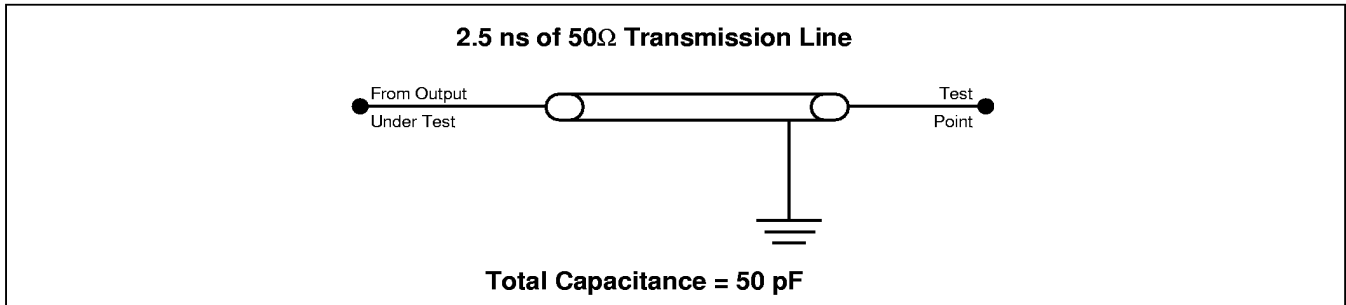 2.5 ns of 50Ω Transmission Line
From Output
Under Test
Test
Point
Total Capacitance = 50 pF